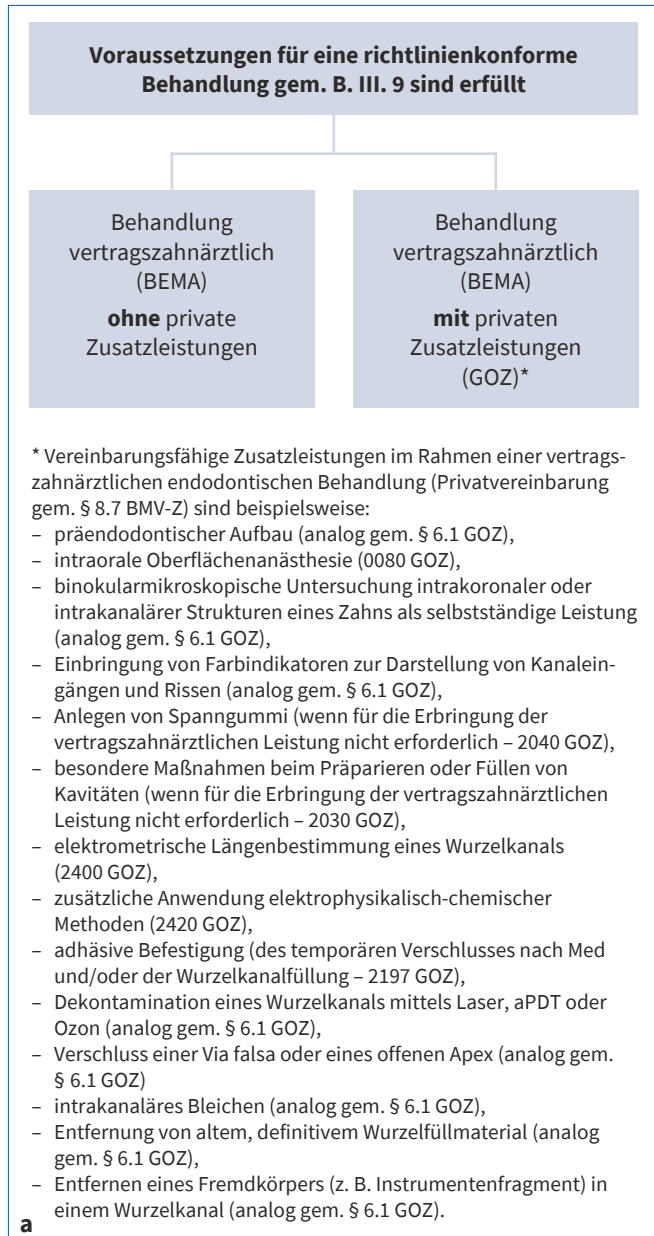 Voraussetzungen für eine richtlinienkonforme
Behandlung gem. B. III. 9 sind erfüllt
Behandlung
vertragszahnärztlich
(BEMA)
ohne private
Zusatzleistungen
Behandlung
vertragszahnärztlich
(BEMA)
mit privaten
Zusatzleistungen
(GOZ)*
* Vereinbarungsfähige Zusatzleistungen im Rahmen einer vertrags-
zahnärztlichen endodontischen Behandlung (Privatvereinbarung
gem. § 8.7 BMV-Z) sind beispielsweise:
– präendodontischer Aufbau (analog gem. § 6.1 GOZ),
– intraorale Oberflächenanästhesie (0080 GOZ),
– binokularmikroskopische Untersuchung intrakoronaler oder
intrakanalärer Strukturen eines Zahns als selbstständige Leistung
(analog gem. § 6.1 GOZ),
– Einbringung von Farbindikatoren zur Darstellung von Kanalein-
gängen und Rissen (analog gem. § 6.1 GOZ),
– Anlegen von Spanngummi (wenn für die Erbringung der
vertragszahnärztlichen Leistung nicht erforderlich – 2040 GOZ),
– besondere Maßnahmen beim Präparieren oder Füllen von
Kavitäten (wenn für die Erbringung der vertragszahnärztlichen
Leistung nicht erforderlich – 2030 GOZ),
– elektrometrische Längenbestimmung eines Wurzelkanals
(2400 GOZ),
– zusätzliche Anwendung elektrophysikalisch-chemischer
Methoden (2420 GOZ),
– adhäsive Befestigung (des temporären Verschlusses nach Med
und/oder der Wurzelkanalfüllung – 2197 GOZ),
– Dekontamination eines Wurzelkanals mittels Laser, aPDT oder
Ozon (analog gem. § 6.1 GOZ),
– Verschluss einer Via falsa oder eines offenen Apex (analog gem.
§ 6.1 GOZ)
– intrakanaläres Bleichen (analog gem. § 6.1 GOZ),
– Entfernung von altem, definitivem Wurzelfüllmaterial (analog
gem. § 6.1 GOZ),
– Entfernen eines Fremdkörpers (z. B. Instrumentenfragment) in
einem Wurzelkanal (analog gem. § 6.1 GOZ).
a